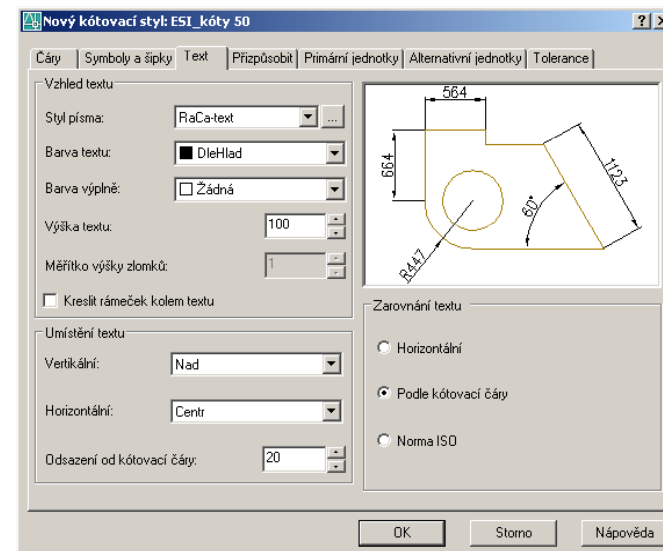 Nový kótovací styl: ESI_kóty 50
Čáry Symboly a šipky Text Přizpůsobit Primární jednotky Alternativní jednotky Tolerance
Vzhled textu
Styl písma: RaCa-text ...
Barva textu: DleHlad
Barva výplně: Žádná
Výška textu: 100
Měřítko výšky zlomků: 1
Kreslit rámeček kolem textu
Umístění textu
Vertikální: Nad
Horizontální: Centr
Odsazení od kótovací čáry: 20
564
664
1123
60°
R447
Zarovnání textu
Horizontální
Podle kótovací čáry
Norma ISO
OK Storno Nápověda